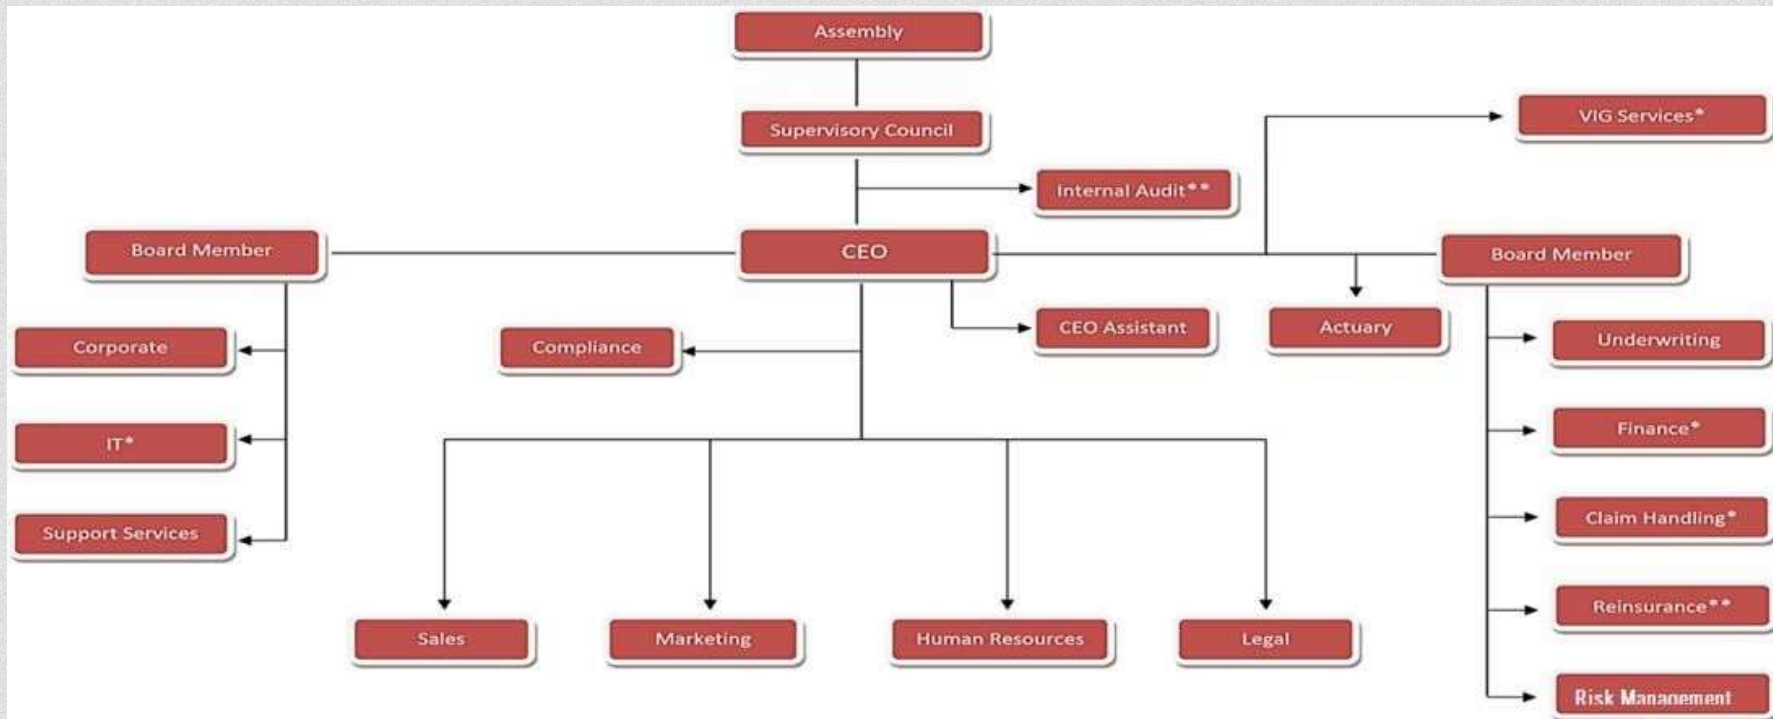 Assembly
Supervisory Council
VIG Services*
Internal Audit**
Board Member
CEO
Board Member
Corporate
Compliance
CEO Assistant
Actuary
Underwriting
IT*
Finance*
Support Services
Claim Handling*
Reinsurance**
Sales
Marketing
Human Resources
Legal
Risk Management